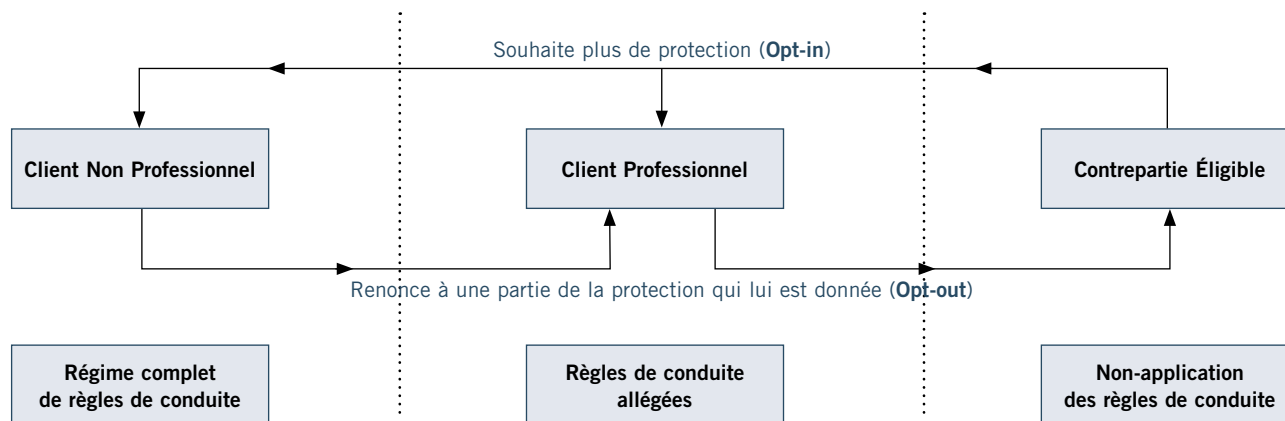 Souhaite plus de protection (Opt-in)
Client Non Professionnel
Client Professionnel
Contrepartie Éligible
Renonce à une partie de la protection qui lui est donnée (Opt-out)
Régime complet
de règles de conduite
Règles de conduite
allégées
Non-application
des règles de conduite